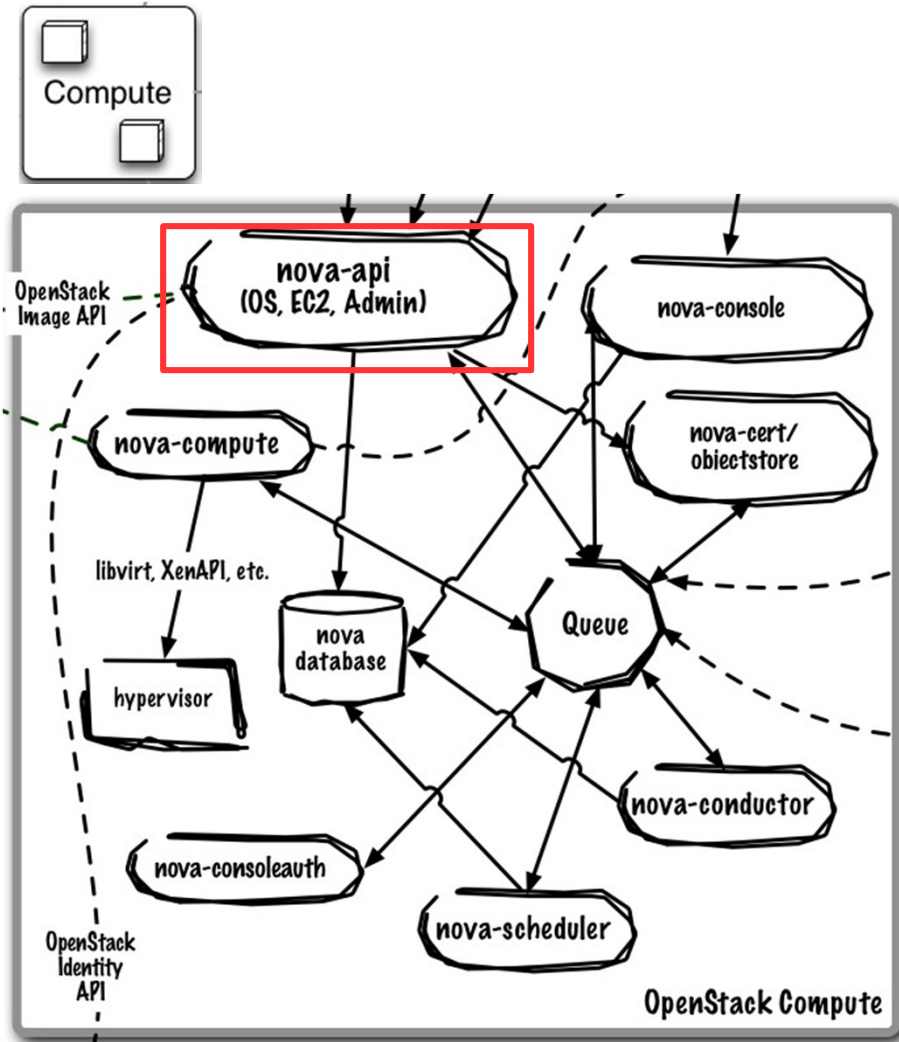 Compute
nova-api
(OS, EC2, Admin)
OpenStack
Image API
nova-console
nova-compute
nova-cert/
obiectstore
libvirt, XenAPI, etc.
nova
database
Queue
hypervisor
nova-conductor
nova-consoleauth
nova-scheduler
OpenStack
Identity
API
OpenStack Compute